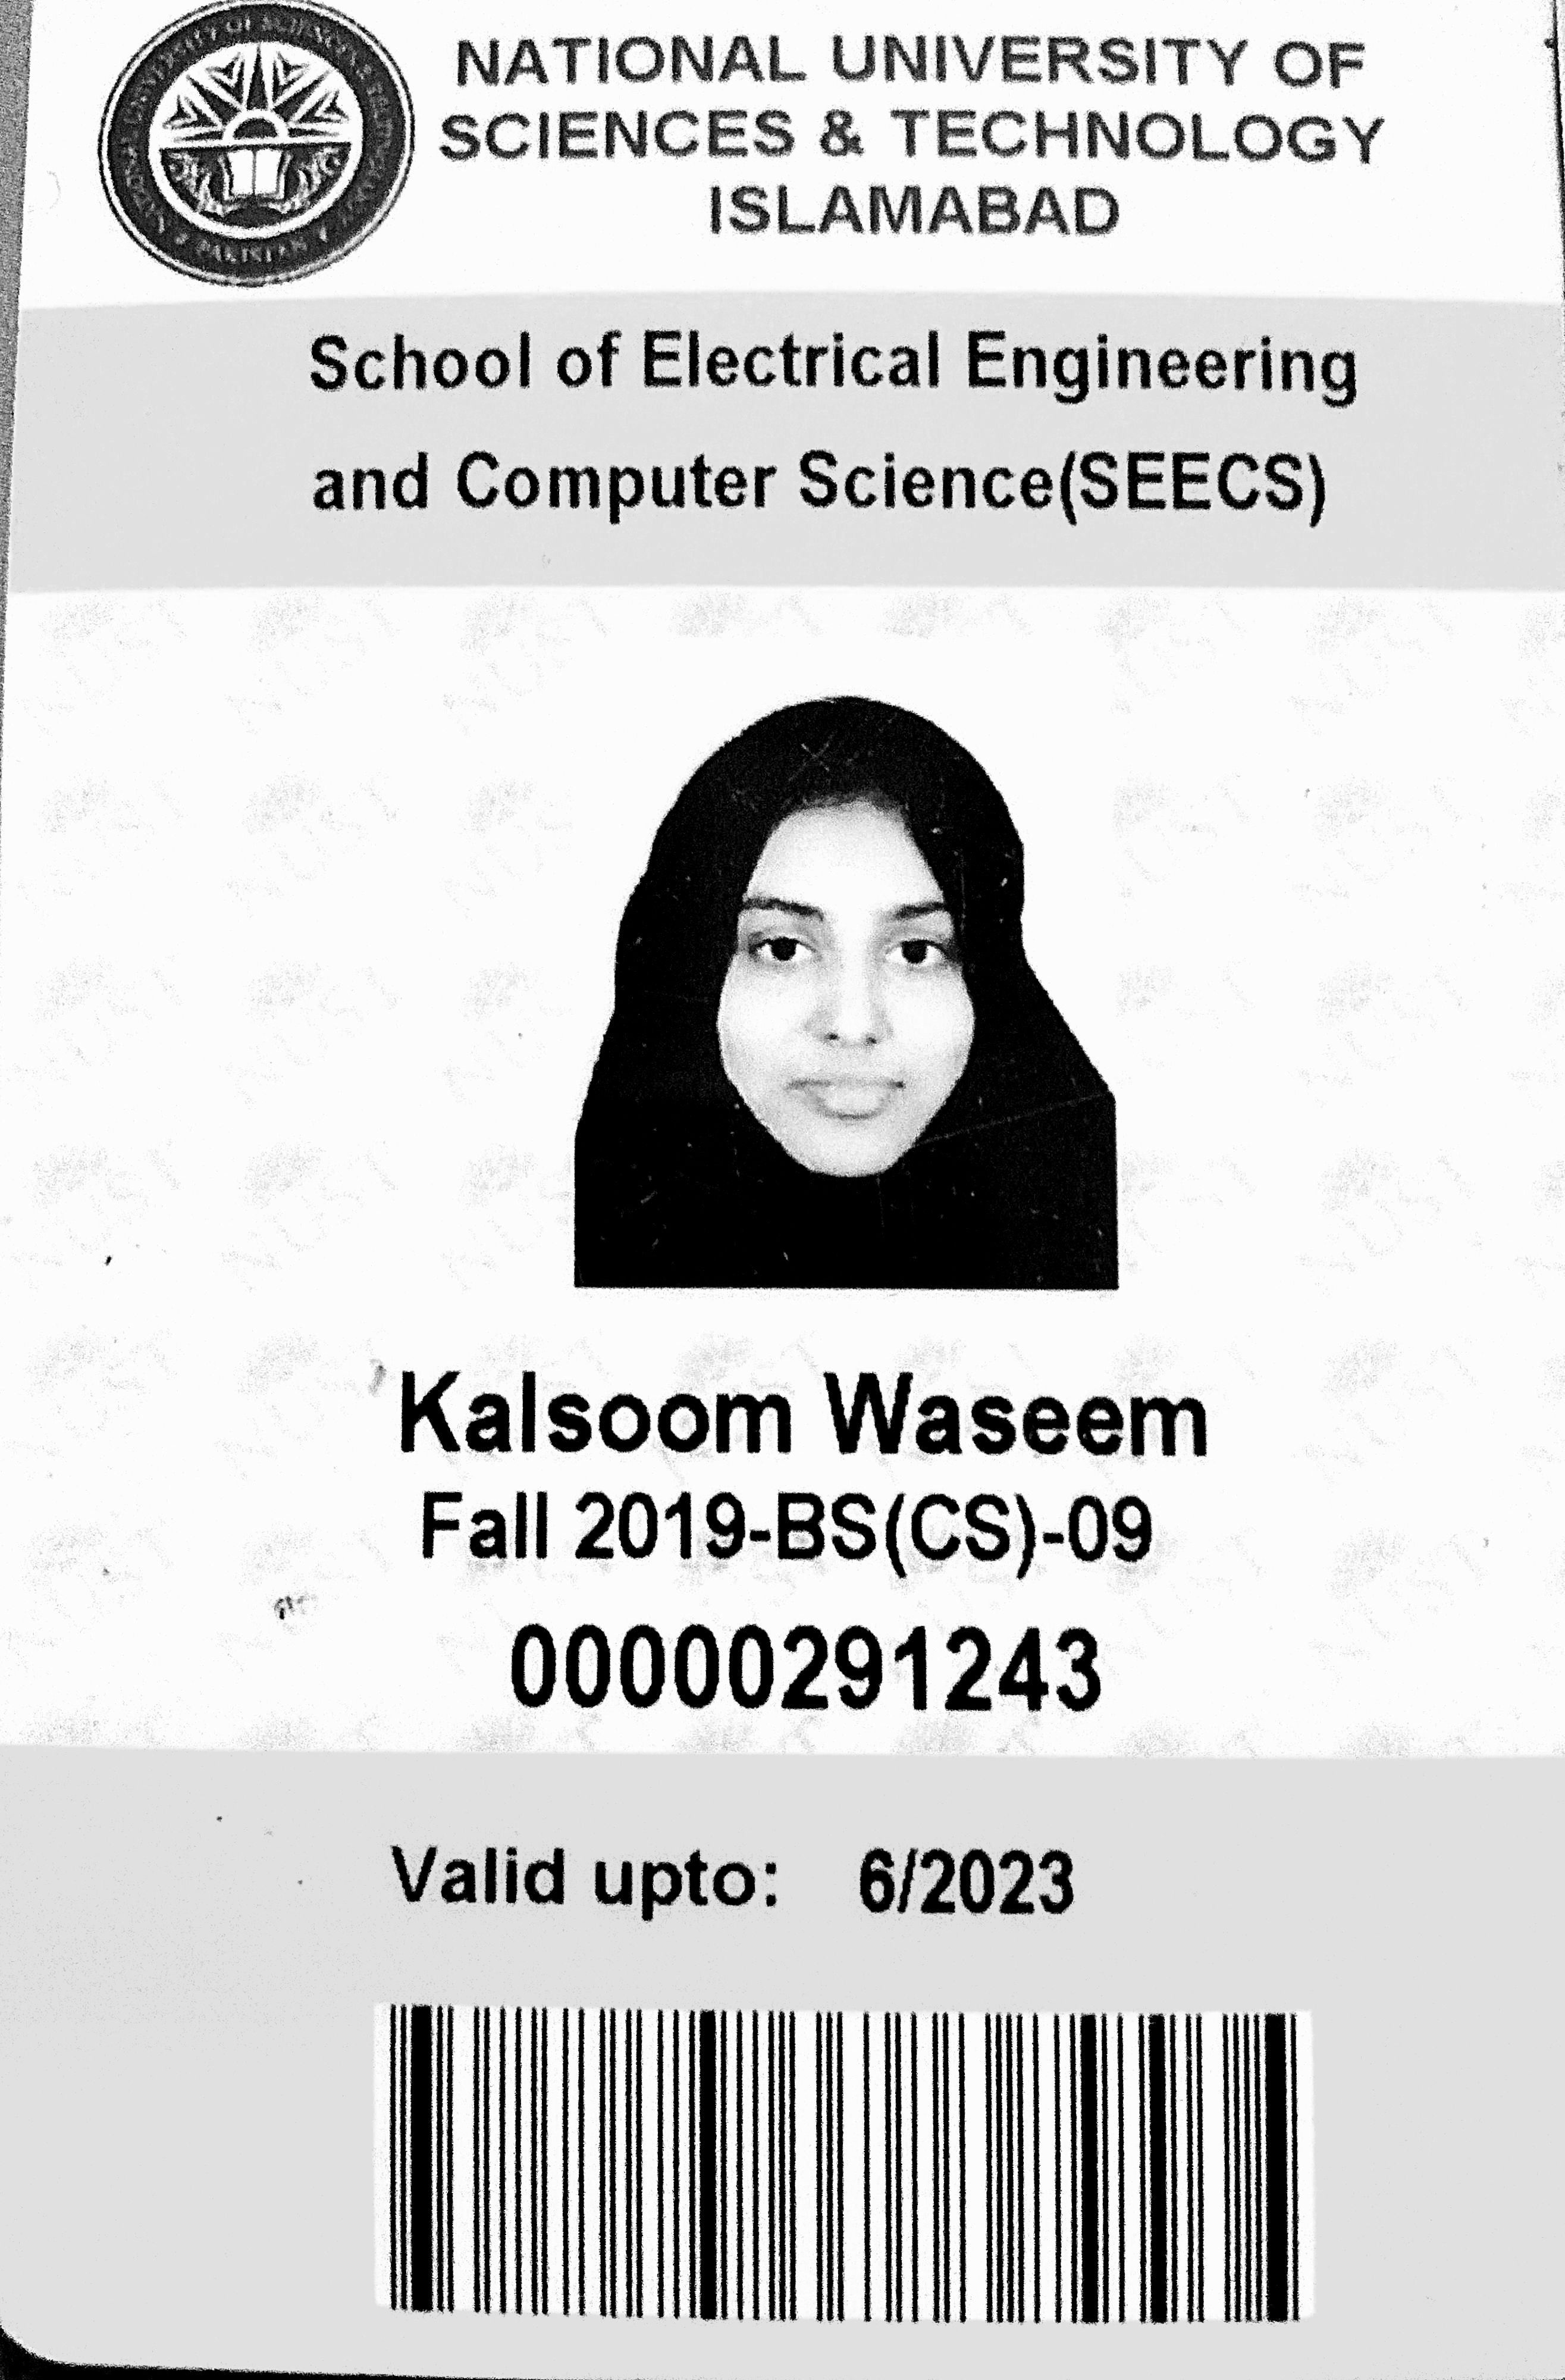 NATIONAL UNIVERSITY OF
SCIENCES & TECHNOLOGY
ISLAMABAD
PAKISTAN
School of Electrical Engineering
and Computer Science(SEECS)
Kalsoom Waseem
Fall 2019-BS(CS)-09
00000291243
Valid upto: 6/2023